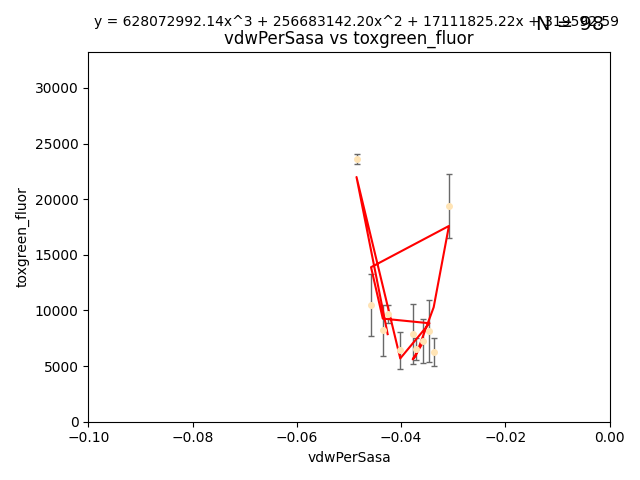 y = 628072992.14x^3 + 256683142.20x^2 + 17111825.22x +
N = 98
vdwPerSasa vs toxgreen_fluor
30000
25000
20000
15000
10000
5000
0
toxgreen_fluor
−0.10 −0.08 −0.06 −0.04 −0.02 0.00
vdwPerSasa